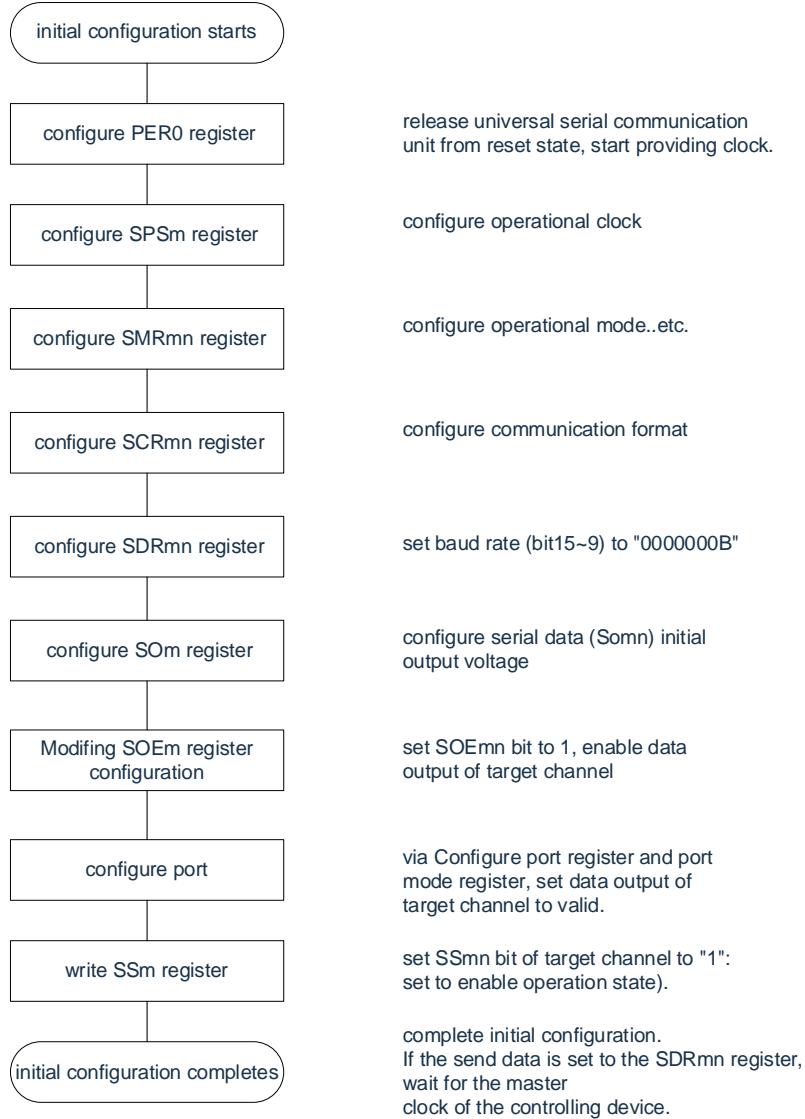 initial configuration starts
configure PER0 register
release universal serial communication
unit from reset state, start providing clock.
configure SPSm register
configure operational clock
configure SMRmn register
configure operational mode..etc.
configure SCRmn register
configure communication format
configure SDRmn register
set baud rate (bit15~9) to "0000000B"
configure SOm register
configure serial data (Somn) initial
output voltage
Modifing SOEm register
configuration
set SOEmn bit to 1, enable data
output of target channel
configure port
via Configure port register and port
mode register, set data output of
target channel to valid.
write SSm register
set SSmn bit of target channel to "1":
set to enable operation state).
initial configuration completes
complete initial configuration.
If the send data is set to the SDRmn register,
wait for the master
clock of the controlling device.